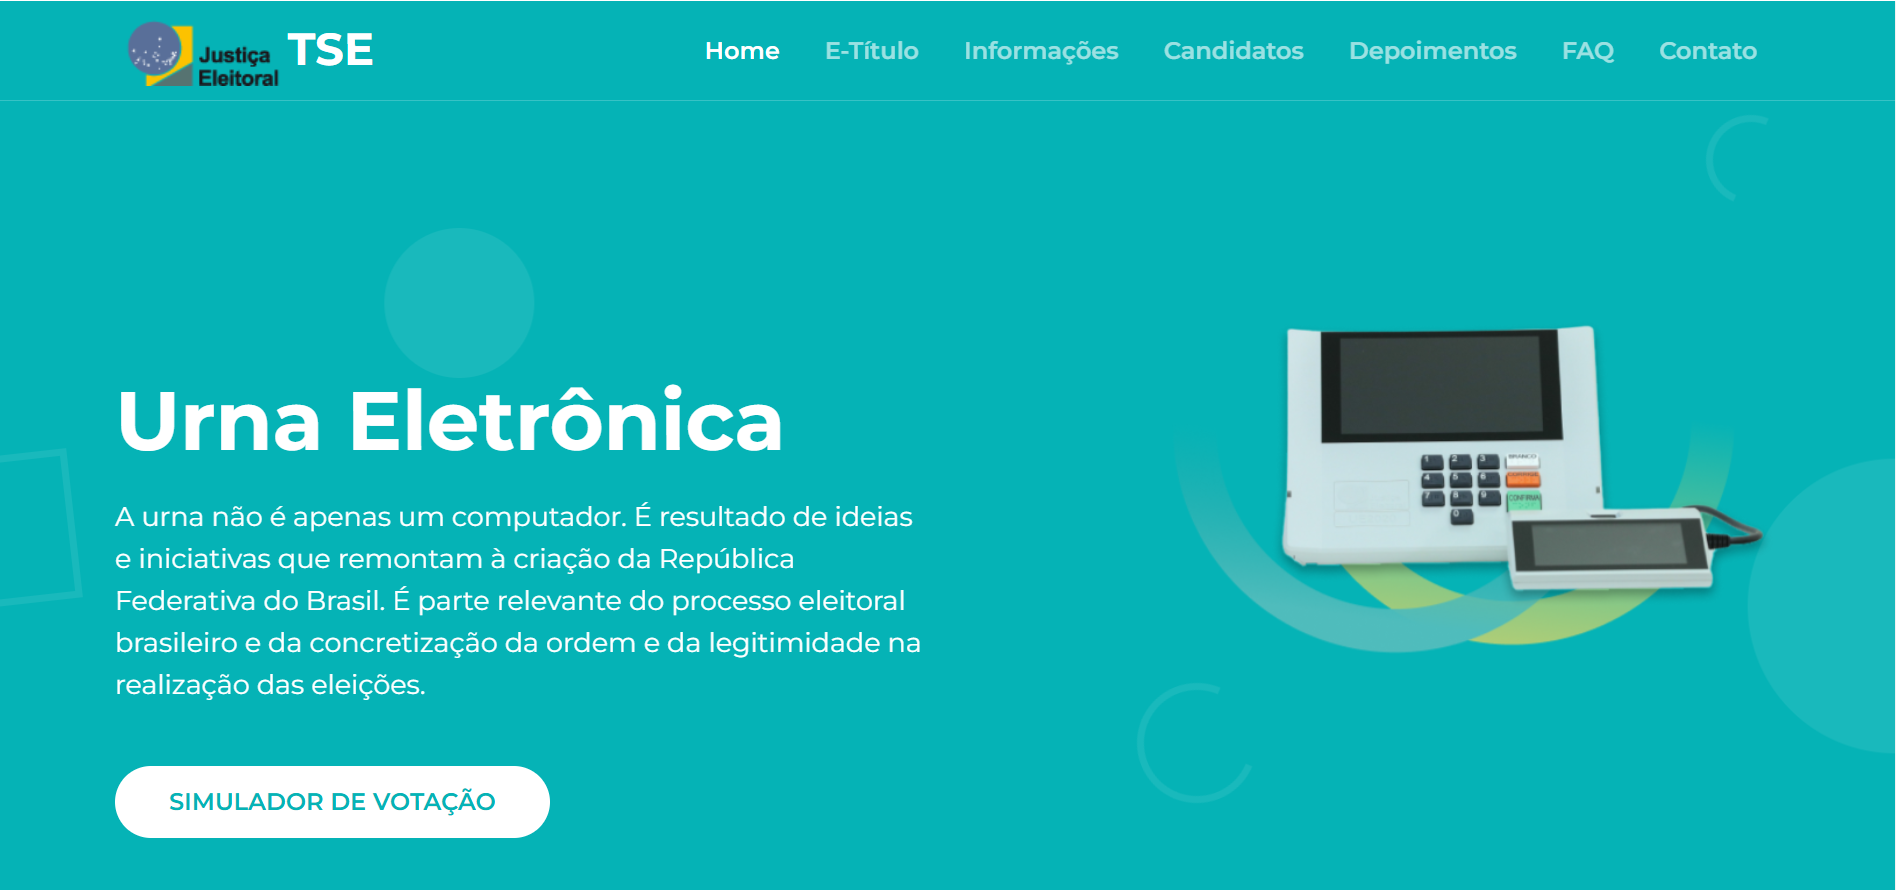 Justiça
Eleitoral
TSE
Home E-Título Informações Candidatos Depoimentos FAQ Contato
Urna Eletrônica
A urna não é apenas um computador. É resultado de ideias
e iniciativas que remontam à criação da República
Federativa do Brasil. É parte relevante do processo eleitoral
brasileiro e da concretização da ordem e da legitimidade na
realização das eleições.
1 2 3 BRANCO
4 5 6
7 8 9 CONFIRMA
0
SIMULADOR DE VOTAÇÃO